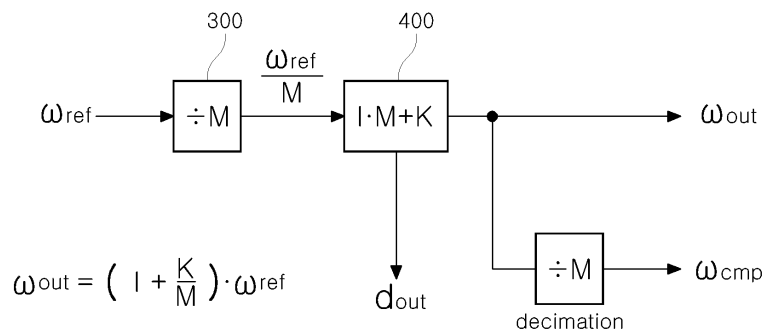 300
400
ωref
÷M
ωref
M
I·M+K
ωout
÷M
ωcmp
ωout = ( I + K/M )·ωref
dout
decimation